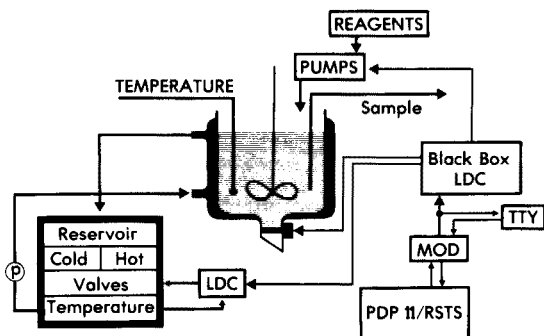 REAGENTS
PUMPS
TEMPERATURE
Sample
Black Box
LDC
TTY
MOD
PDP 11/RSTS
Reservoir
Cold Hot
Valves
Temperature
LDC
p